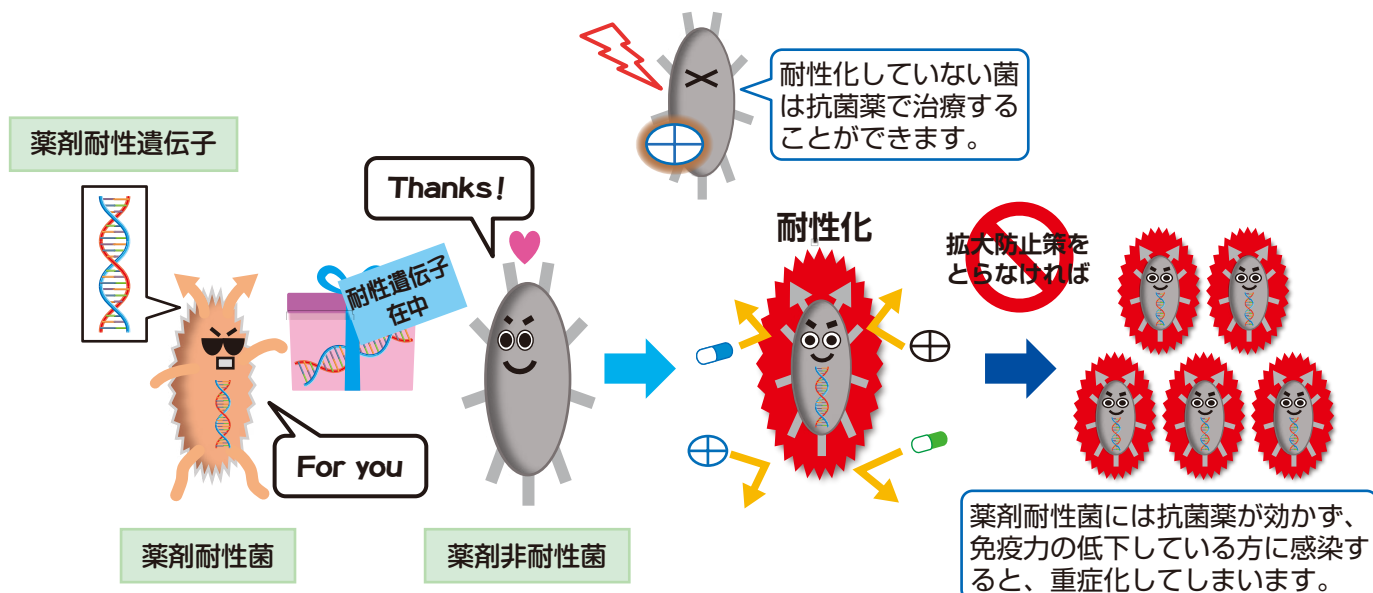 耐性化していない菌
は抗菌薬で治療する
ことができます。
薬剤耐性遺伝子
Thanks!
耐性遺伝子
在中
For you
薬剤耐性菌
薬剤非耐性菌
耐性化
拡大防止策を
とらなければ
薬剤耐性菌には抗菌薬が効かず、
免疫力の低下している方に感染す
ると、重症化してしまいます。